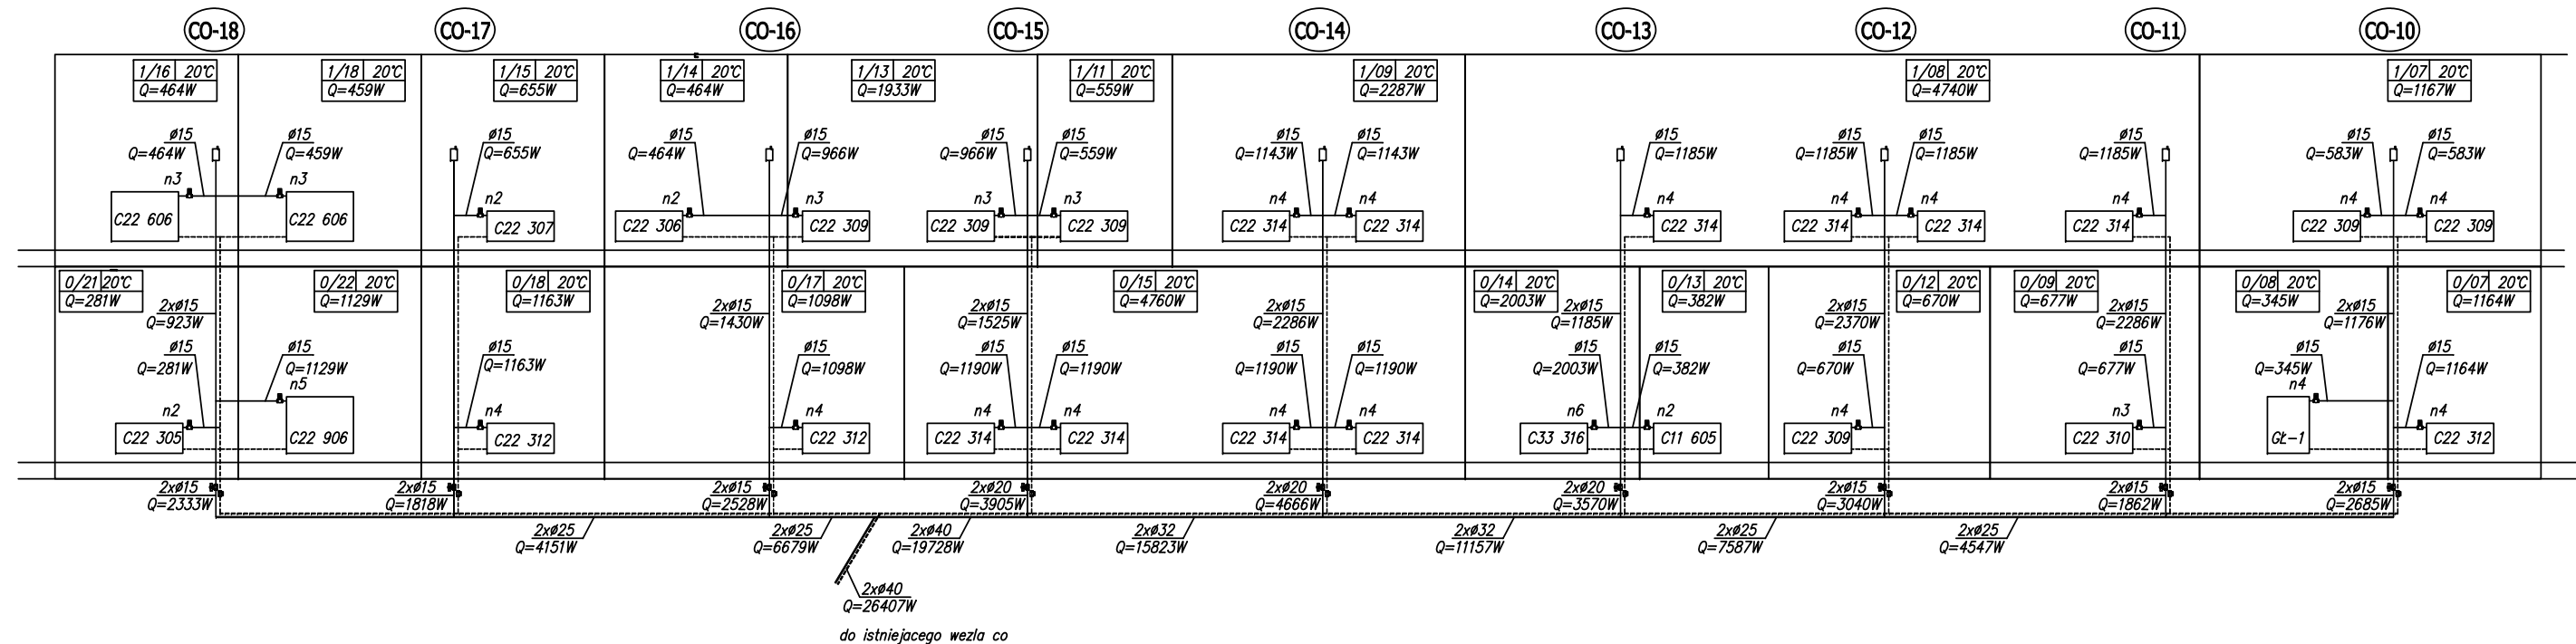 CO-18 CO-17 CO-16 CO-15 CO-14 CO-13 CO-12 CO-11 CO-10
1/16 20℃
Q=464W
1/18 20℃
Q=459W
1/15 20℃
Q=655W
1/14 20℃
Q=464W
1/13 20℃
Q=1933W
1/11 20℃
Q=559W
1/09 20℃
Q=2287W
1/08 20℃
Q=4740W
1/07 20℃
Q=1167W
ø15
Q=464W
ø15
Q=459W
ø15
Q=655W
ø15
Q=464W
ø15
Q=966W
ø15
Q=966W
ø15
Q=559W
ø15
Q=1143W
ø15
Q=1143W
ø15
Q=1185W
ø15
Q=1185W
ø15
Q=1185W
ø15
Q=1185W
ø15
Q=583W
ø15
Q=583W
n3 n3 n2 n2 n3 n3 n3 n4 n4 n4 n4 n4 n4 n4 n4
C22 606 C22 606 C22 307 C22 306 C22 309 C22 309 C22 309 C22 314 C22 314 C22 314 C22 314 C22 314 C22 314 C22 309 C22 309
0/21 20℃
Q=281W
0/22 20℃
Q=1129W
0/18 20℃
Q=1163W
0/17 20℃
Q=1098W
0/15 20℃
Q=4760W
0/14 20℃
Q=2003W
0/13 20℃
Q=382W
0/12 20℃
Q=670W
0/09 20℃
Q=677W
0/08 20℃
Q=345W
0/07 20℃
Q=1164W
2xø15
Q=923W
2xø15
Q=1430W
2xø15
Q=1525W
2xø15
Q=2286W
2xø15
Q=1185W
2xø15
Q=2370W
2xø15
Q=2286W
2xø15
Q=1176W
ø15
Q=281W
ø15
Q=1129W
ø15
Q=1163W
ø15
Q=1098W
ø15
Q=1190W
ø15
Q=1190W
ø15
Q=1190W
ø15
Q=1190W
ø15
Q=2003W
ø15
Q=382W
ø15
Q=670W
ø15
Q=677W
ø15
Q=345W
ø15
Q=1164W
n2 n5 n4 n4 n4 n4 n4 n4 n6 n2 n4 n3 n4 n4
C22 305 C22 906 C22 312 C22 312 C22 314 C22 314 C22 314 C22 314 C33 316 C11 605 C22 309 C22 310 GŁ-1 C22 312
2xø15
Q=2333W
2xø15
Q=1818W
2xø15
Q=2528W
2xø20
Q=3905W
2xø20
Q=4666W
2xø20
Q=3570W
2xø15
Q=3040W
2xø15
Q=1862W
2xø15
Q=2685W
2xø25
Q=4151W
2xø25
Q=6679W
2xø40
Q=19728W
2xø32
Q=15823W
2xø32
Q=11157W
2xø25
Q=7587W
2xø25
Q=4547W
2xø40
Q=26407W
do istniejacego wezla co